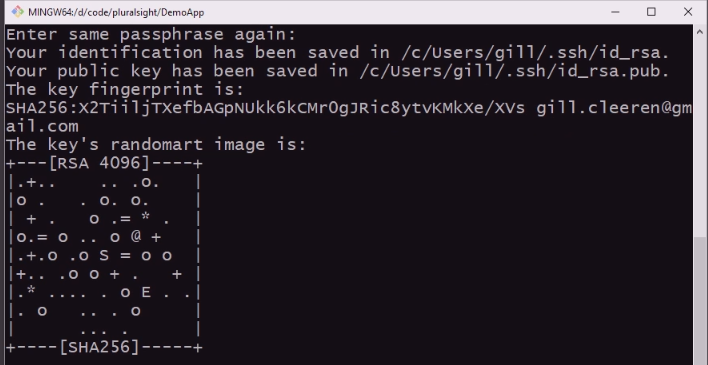 MINGW64:/d/code/pluralsight/DemoApp
Enter same passphrase again:
Your identification has been saved in /c/Users/gill/.ssh/id_rsa.
Your public key has been saved in /c/Users/gill/.ssh/id_rsa.pub.
The key fingerprint is:
SHA256:X2TiiljTXefbAGpNUkk6kCMr0gJRic8ytvKMkXe/XVs gill.cleeren@gm
ail.com
The key's randomart image is:
+---[RSA 4096]----+
|.+..    .. .o.   |
|o .   . o. o.    |
| + .   o .= * .  |
|o.= o .. o @ +   |
|.+.o .o S = o o  |
|+.. .o o + .   + |
|.* .... . o E . .|
|. o   .. . o     |
|      ... .      |
+----[SHA256]-----+